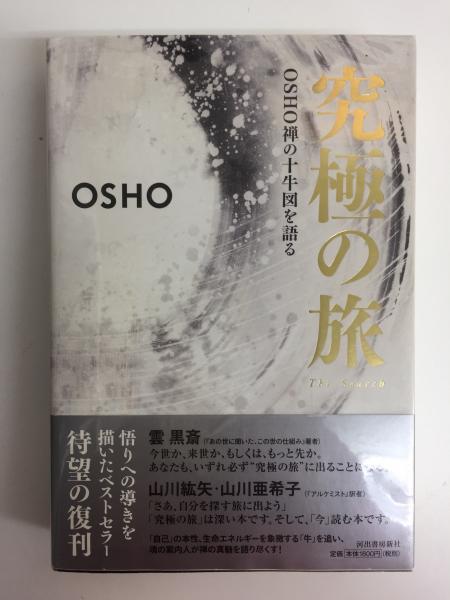 究極の旅
OSHO 禅の十牛図を語る
OSHO
The Search
悟りへの導きを
描いたベストセラー
待望の復刊
雲 黒斎(『あの世に聞いた、この世の仕組み』著者)
今世か、来世か、もしくは、もっと先か。
あなたも、いずれ必ず“究極の旅”に出ることに
山川紘矢・山川亜希子(『アルケミスト』訳者)
「さあ、自分を探す旅に出よう」
「究極の旅」は深い本です。そして、「今」読む本です。
「自己」の本性、生命エネルギーを象徴する「牛」を追い、
魂の案内人が禅の真髄を語り尽くす!
河出書房新社
定価 本体1800円(税別)